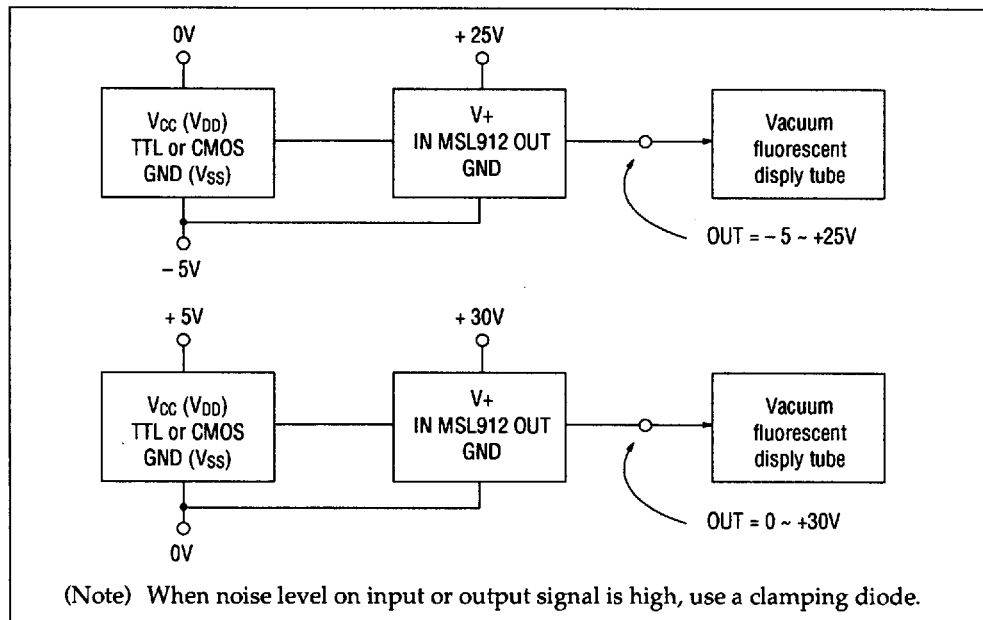 0V
+ 25V
VCC (VDD)
TTL or CMOS
GND (VSS)
V+
IN MSL912 OUT
GND
Vacuum
fluorescent
disply tube
OUT = – 5 ~ +25V
– 5V
+ 5V
+ 30V
VCC (VDD)
TTL or CMOS
GND (VSS)
V+
IN MSL912 OUT
GND
Vacuum
fluorescent
disply tube
OUT = 0 ~ +30V
0V
(Note) When noise level on input or output signal is high, use a clamping diode.